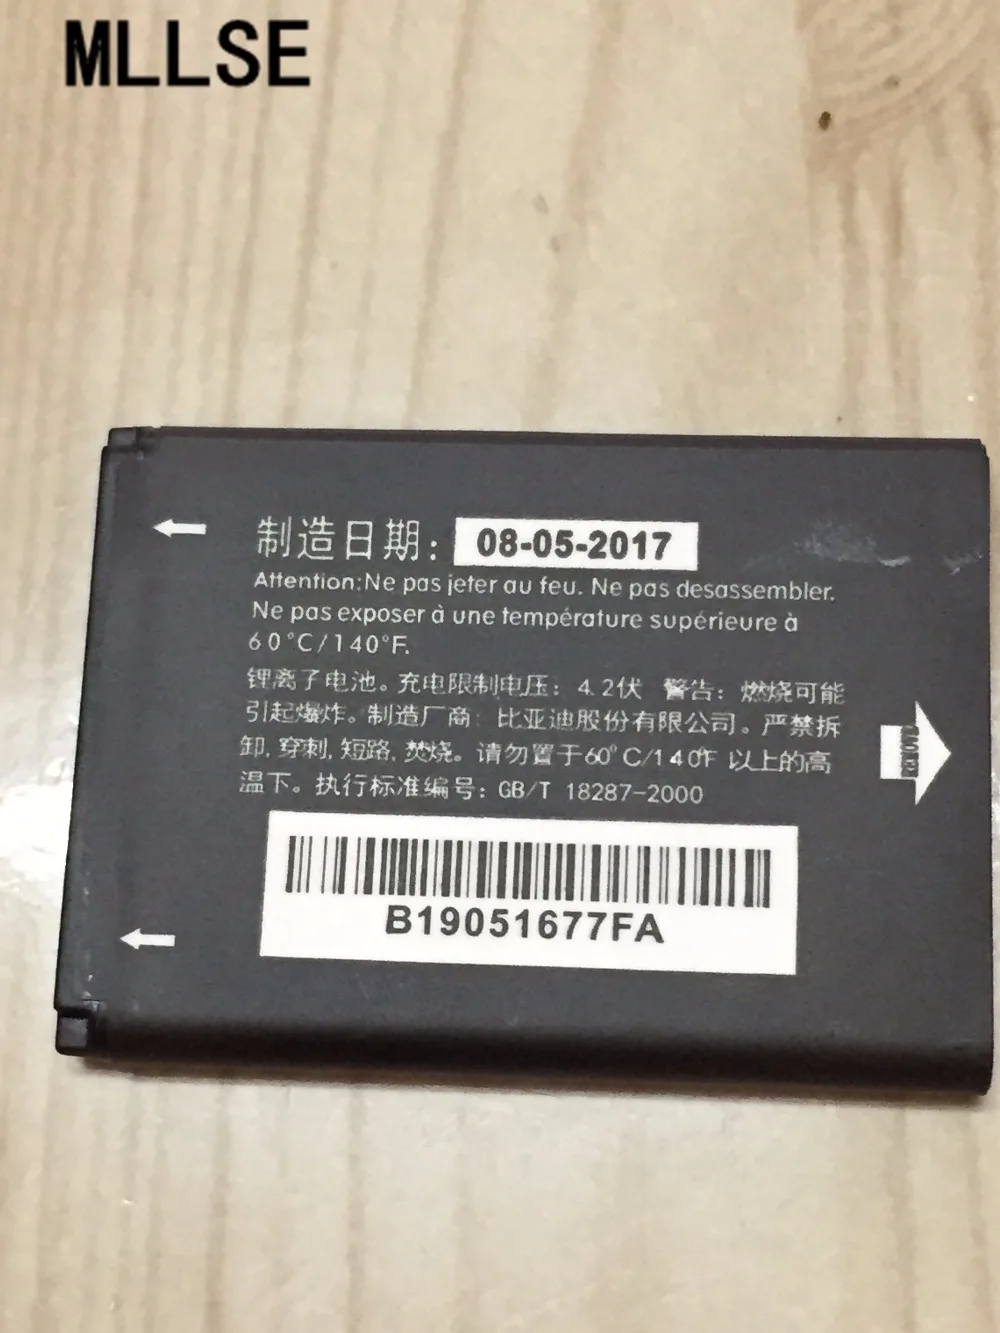 MLLSE
制造日期: 08-05-2017
Attention:Ne pas jeter au feu. Ne pas desassembler.
Ne pas exposer à une température supérieure à
60°C/140°F.
锂离子电池。充电限制电压: 4.2伏 警告: 燃烧可能
引起爆炸。制造厂商: 比亚迪股份有限公司。严禁拆
卸, 穿刺, 短路, 焚烧。请勿置于60°C/140°F 以上的高
温下。执行标准编号: GB/T 18287-2000
B19051677FA